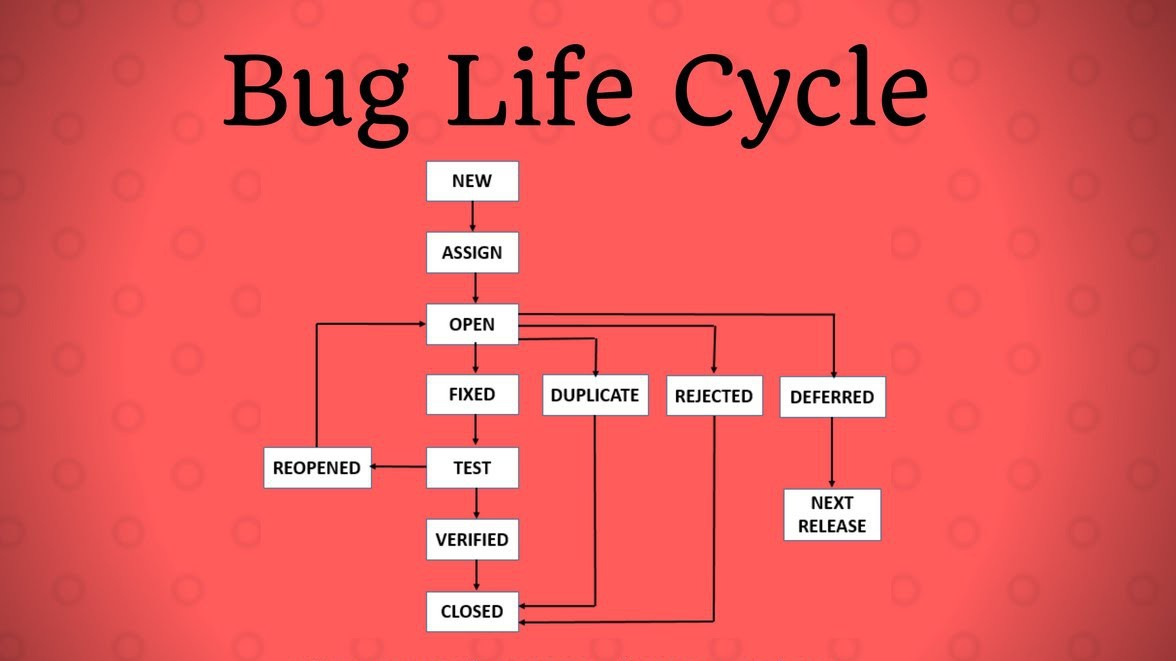 Bug Life Cycle
NEW
ASSIGN
OPEN
FIXED
DUPLICATE
REJECTED
DEFERRED
REOPENED
TEST
NEXT
RELEASE
VERIFIED
CLOSED